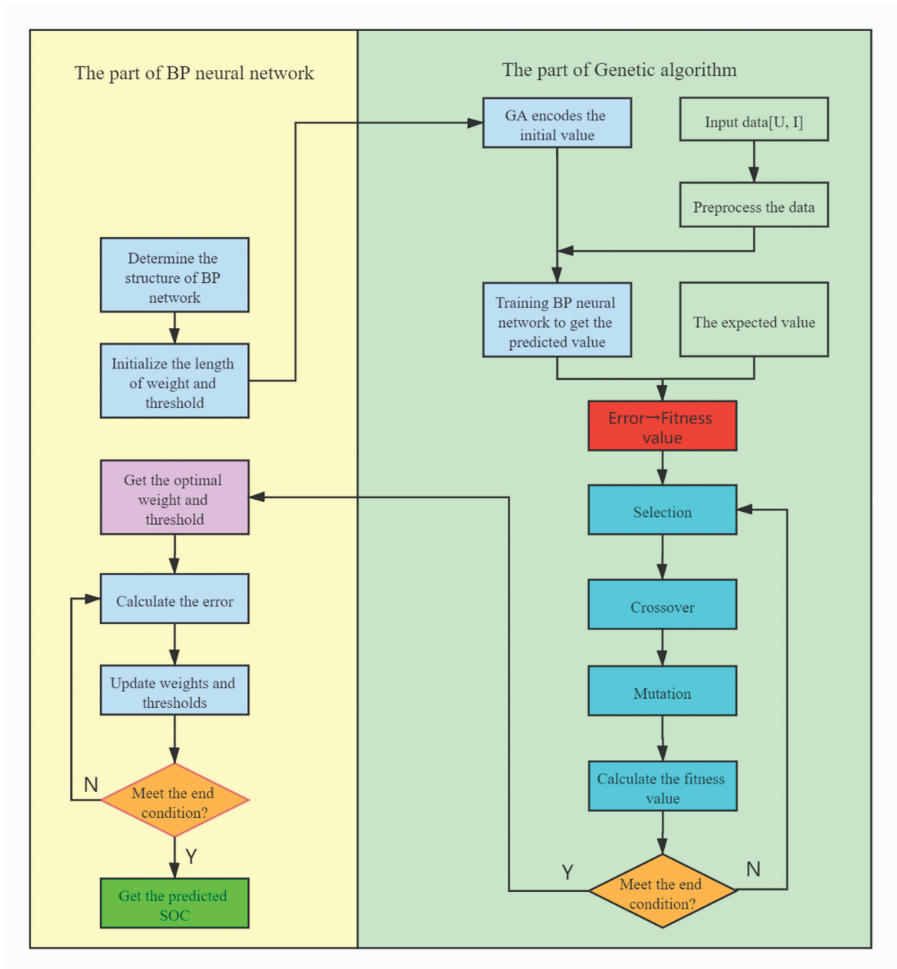 The part of BP neural network
Determine the
structure of BP
network
Initialize the length
of weight and
threshold
Get the optimal
weight and
threshold
Calculate the error
Update weights and
thresholds
N
Meet the end
condition?
Y
Get the predicted
SOC
The part of Genetic algorithm
GA encodes the
initial value
Input data[U, I]
Preprocess the data
Training BP neural
network to get the
predicted value
The expected value
Error→Fitness
value
Selection
Crossover
Mutation
Calculate the fitness
value
Y
Meet the end
condition?
N